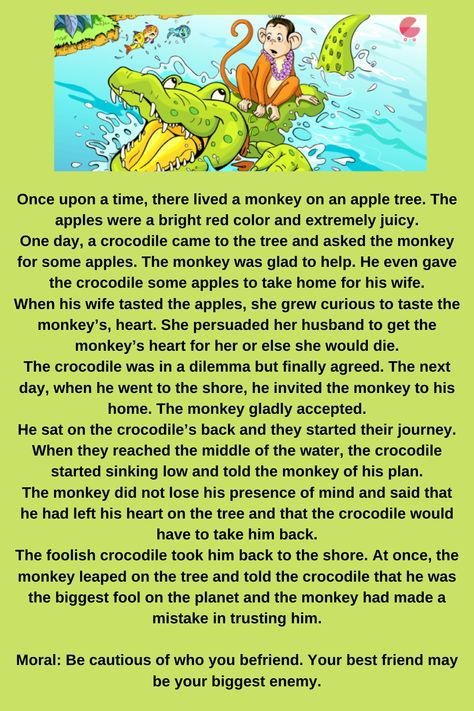 Once upon a time, there lived a monkey on an apple tree. The
apples were a bright red color and extremely juicy.
One day, a crocodile came to the tree and asked the monkey
for some apples. The monkey was glad to help. He even gave
the crocodile some apples to take home for his wife.
When his wife tasted the apples, she grew curious to taste the
monkey’s, heart. She persuaded her husband to get the
monkey’s heart for her or else she would die.
The crocodile was in a dilemma but finally agreed. The next
day, when he went to the shore, he invited the monkey to his
home. The monkey gladly accepted.
He sat on the crocodile’s back and they started their journey.
When they reached the middle of the water, the crocodile
started sinking low and told the monkey of his plan.
The monkey did not lose his presence of mind and said that
he had left his heart on the tree and that the crocodile would
have to take him back.
The foolish crocodile took him back to the shore. At once, the
monkey leaped on the tree and told the crocodile that he was
the biggest fool on the planet and the monkey had made a
mistake in trusting him.
Moral: Be cautious of who you befriend. Your best friend may
be your biggest enemy.